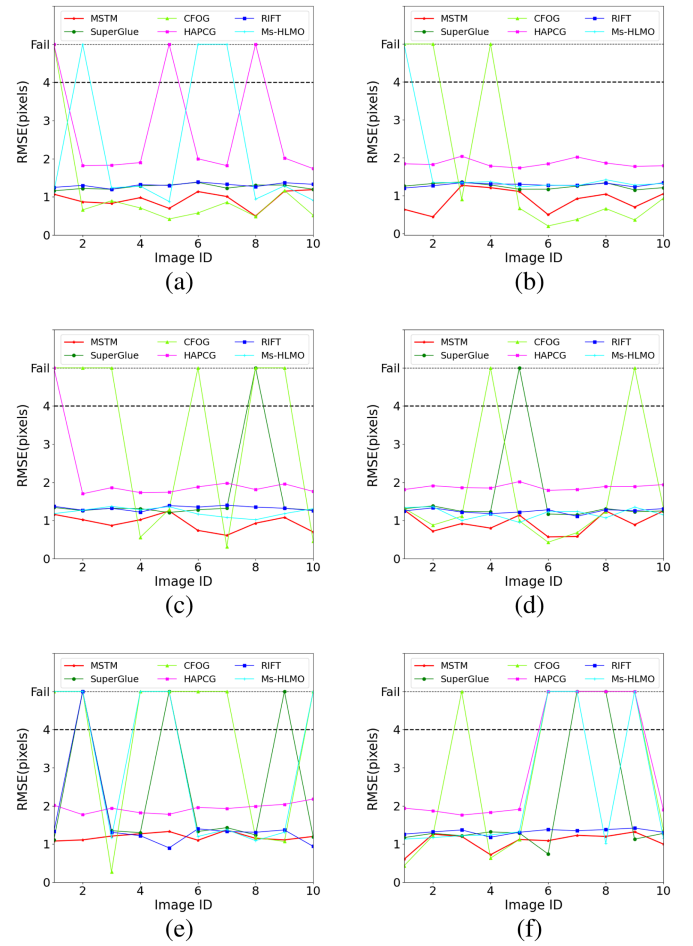 MSTM CFOG RIFT
SuperGlue HAPCG Ms-HLMO
Fail
4
3
2
1
0
RMSE(pixels)
2 4 6 8 10
Image ID
(a)
MSTM CFOG RIFT
SuperGlue HAPCG Ms-HLMO
Fail
4
3
2
1
0
RMSE(pixels)
2 4 6 8 10
Image ID
(b)
MSTM CFOG RIFT
SuperGlue HAPCG Ms-HLMO
Fail
4
3
2
1
0
RMSE(pixels)
2 4 6 8 10
Image ID
(c)
MSTM CFOG RIFT
SuperGlue HAPCG Ms-HLMO
Fail
4
3
2
1
0
RMSE(pixels)
2 4 6 8 10
Image ID
(d)
MSTM CFOG RIFT
SuperGlue HAPCG Ms-HLMO
Fail
4
3
2
1
0
RMSE(pixels)
2 4 6 8 10
Image ID
(e)
MSTM CFOG RIFT
SuperGlue HAPCG Ms-HLMO
Fail
4
3
2
1
0
RMSE(pixels)
2 4 6 8 10
Image ID
(f)